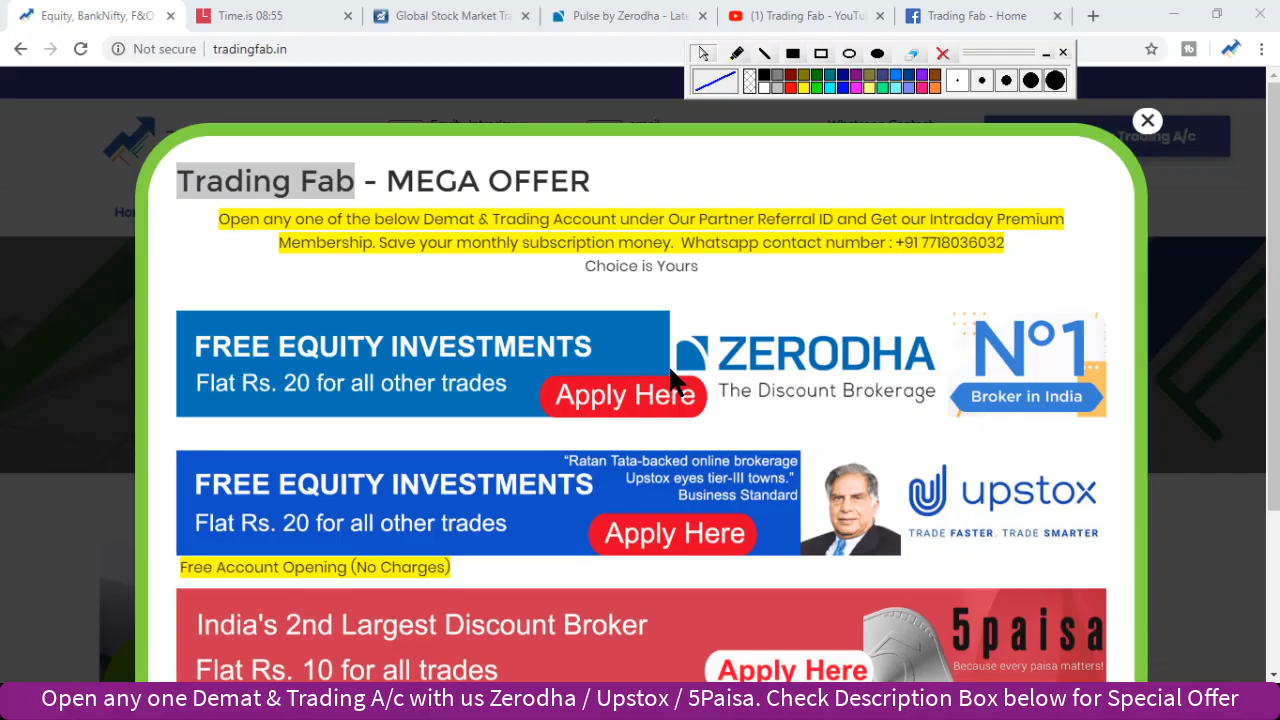 Equity, BankNifty, F&O
Time.is 08:55
Global Stock Market Tra
Pulse by Zerodha - Late
(1) Trading Fab - YouTu
Trading Fab - Home
Not secure
tradingfab.in
Trading A/c
Trading Fab - MEGA OFFER
Open any one of the below Demat & Trading Account under Our Partner Referral ID and Get our Intraday Premium
Membership. Save your monthly subscription money. Whatsapp contact number : +91 7718036032
Choice is Yours
FREE EQUITY INVESTMENTS
Flat Rs. 20 for all other trades
Apply Here
ZERODHA
The Discount Brokerage
Nº1
Broker in India
FREE EQUITY INVESTMENTS
Flat Rs. 20 for all other trades
“Ratan Tata-backed online brokerage
Upstox eyes tier-III towns.”
Business Standard
Apply Here
upstox
TRADE FASTER. TRADE SMARTER
Free Account Opening (No Charges)
India's 2nd Largest Discount Broker
Flat Rs. 10 for all trades
Apply Here
5paisa
Because every paisa matters!
Open any one Demat & Trading A/c with us Zerodha / Upstox / 5Paisa. Check Description Box below for Special Offer